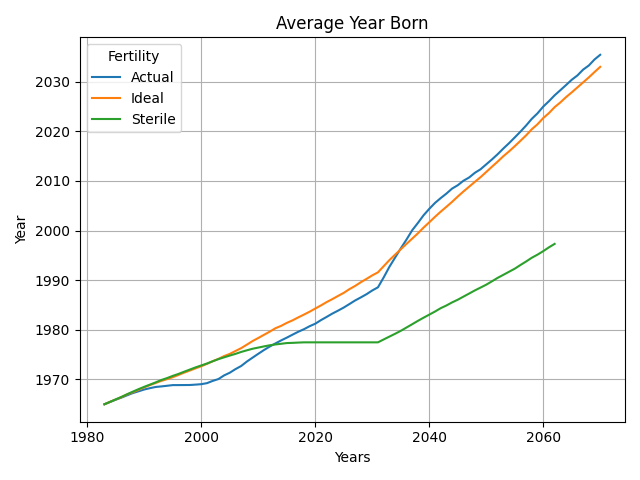 Average Year Born
Fertility
Actual
Ideal
Sterile
Year
2030
2020
2010
2000
1990
1980
1970
1980 2000 2020 2040 2060
Years